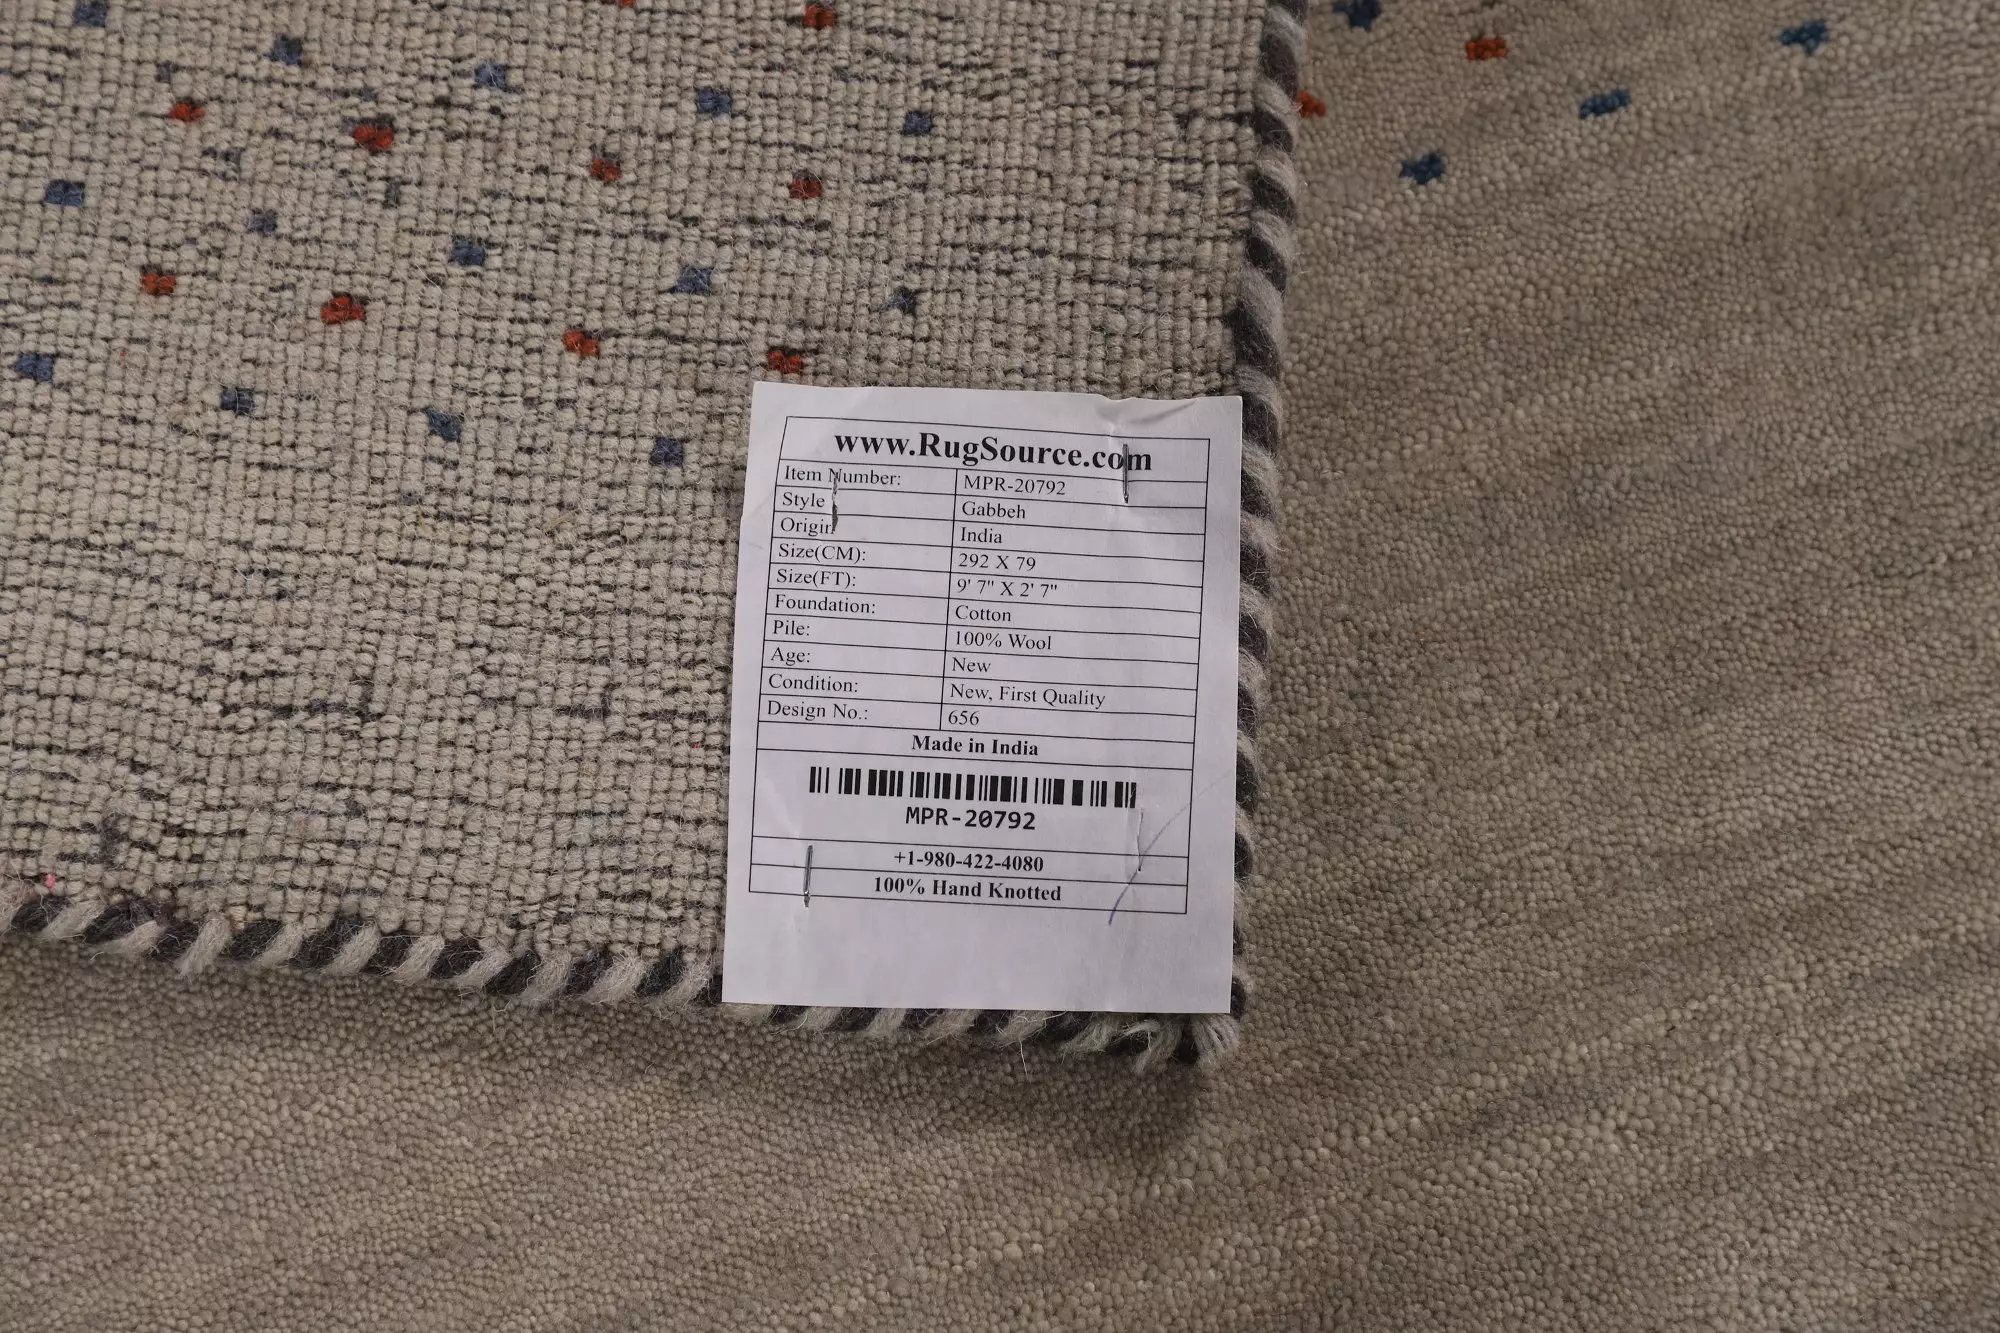 www.RugSource.com
Item Number: MPR-20792
Style Gabbeh
Origin India
Size(CM): 292 X 79
Size(FT): 9' 7" X 2' 7"
Foundation: Cotton
Pile: 100% Wool
Age: New
Condition: New, First Quality
Design No.: 656
Made in India
MPR-20792
+1-980-422-4080
100% Hand Knotted